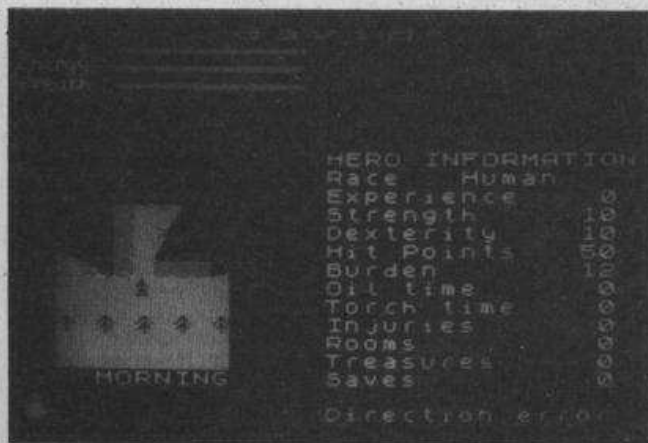 HERO INFORMATION
Race Human
Experience 0
Strength 10
Dexterity 10
Hit Points 50
Burden 12
Oil time 0
Torch time 0
Injuries 0
Rooms 0
Treasures 0
Saves 0
MORNING
Direction error